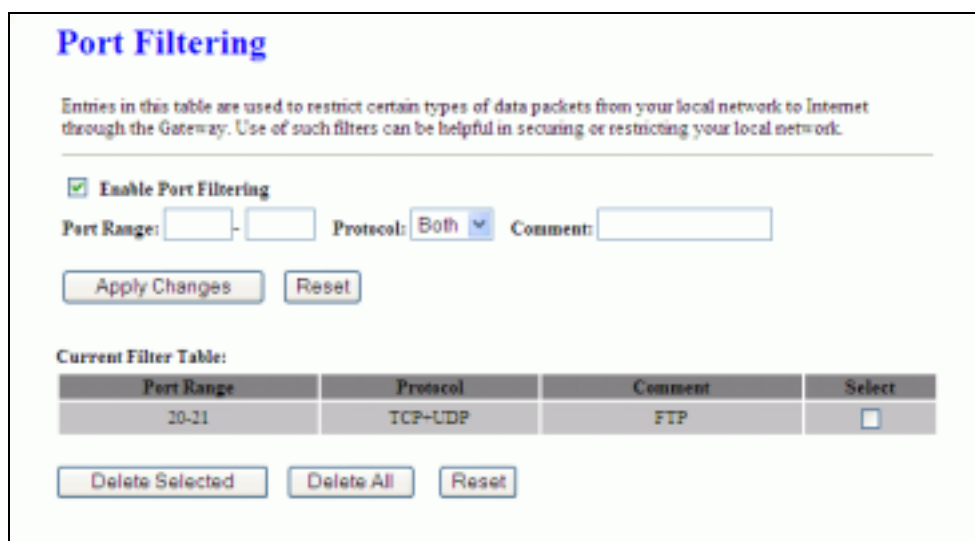 Port Filtering
Entries in this table are used to restrict certain types of data packets from your local network to Internet
through the Gateway. Use of such filters can be helpful in securing or restricting your local network.
Enable Port Filtering
Port Range: - Protocol: Both Comment:
Apply Changes Reset
Current Filter Table:
Port Range Protocol Comment Select
20-21 TCP+UDP FTP
Delete Selected Delete All Reset